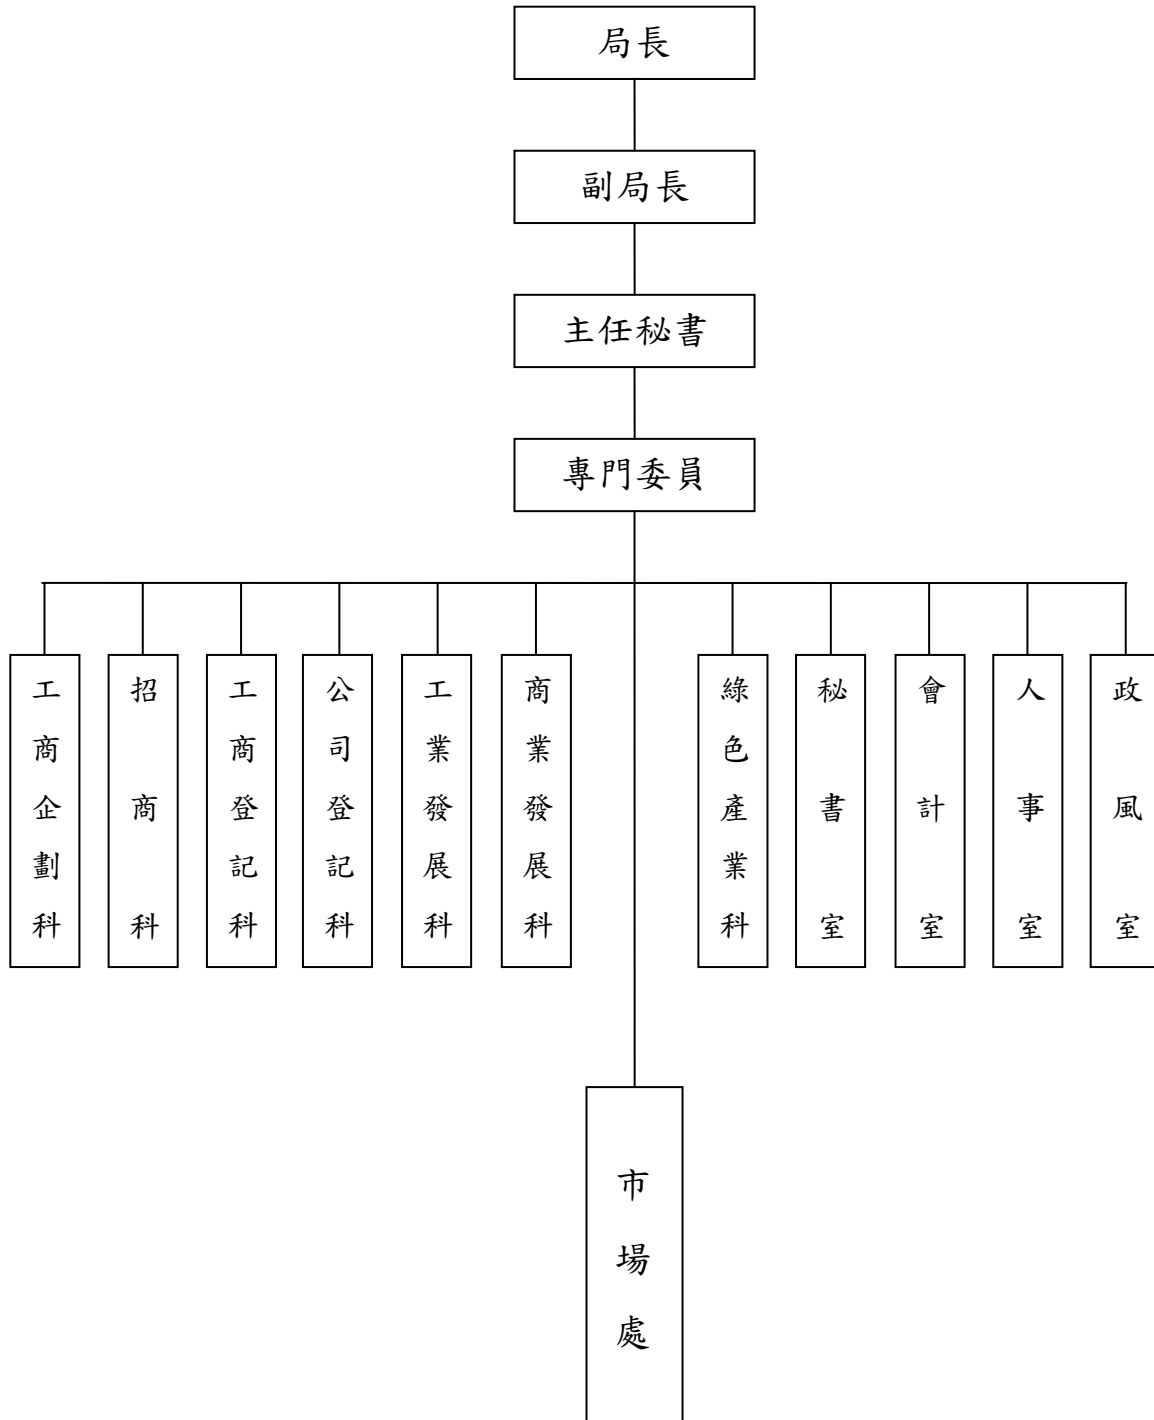 局長
副局長
主任秘書
專門委員
工商企劃科
招商科
工商登記科
公司登記科
工業發展科
商業發展科
綠色產業科
秘書室
會計室
人事室
政風室
市場處